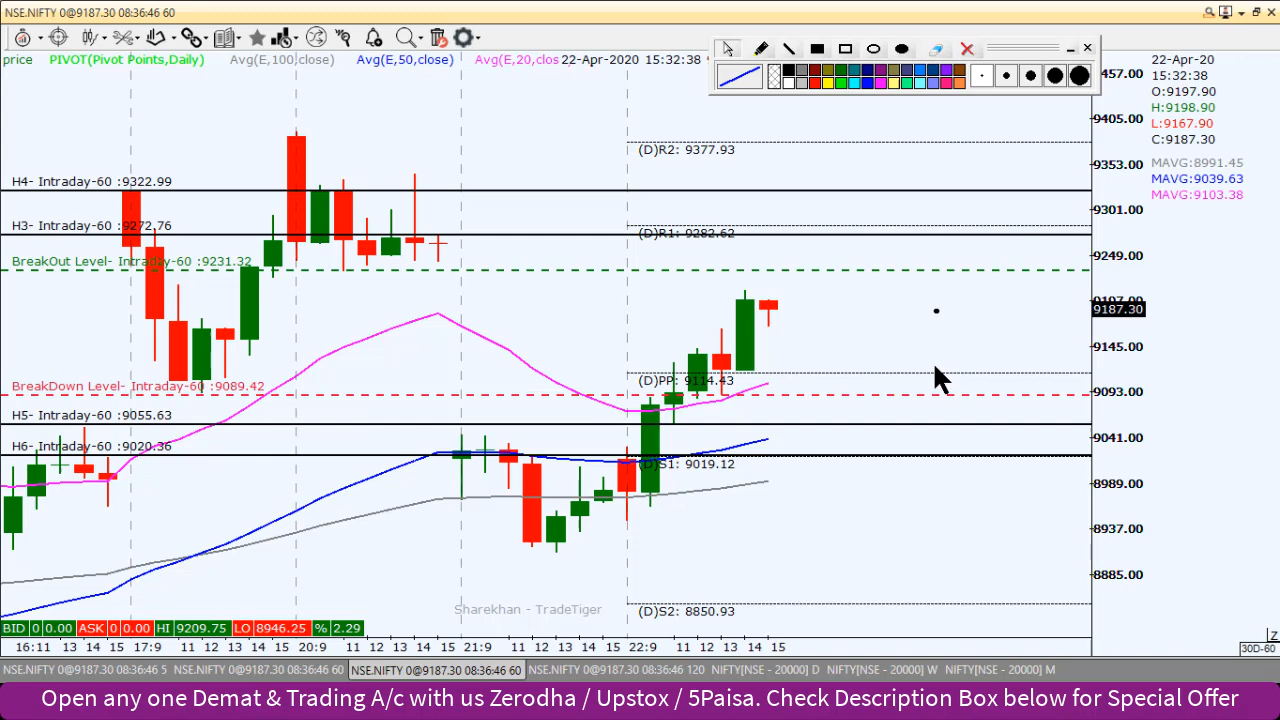 NSE.NIFTY 0@9187.30 08:36:46 60
price PIVOT(Pivot Points,Daily) Avg(E,100,close) Avg(E,50,close) Avg(E,20,clos 22-Apr-2020 15:32:38
22-Apr-20
15:32:38
O:9197.90
H:9198.90
L:9167.90
C:9187.30
MAVG:8991.45
MAVG:9039.63
MAVG:9103.38
457.00
9405.00
9353.00
9301.00
9249.00
9197.00
9187.30
9145.00
9093.00
9041.00
8989.00
8937.00
8885.00
(D)R2: 9377.93
H4- Intraday-60 :9322.99
H3- Intraday-60 :9272.76
(D)R1: 9282.62
BreakOut Level- Intraday-60 :9231.32
(D)PP: 9114.43
BreakDown Level- Intraday-60 :9089.42
H5- Intraday-60 :9055.63
H6- Intraday-60 :9020.36
(D)S1: 9019.12
(D)S2: 8850.93
Sharekhan - TradeTiger
BID 0 0.00 ASK 0 0.00 HI 9209.75 LO 8946.25 % 2.29
Z
16:11 13 14 15 17:9 11 12 13 14 15 20:9 11 12 13 14 15 21:9 11 12 13 14 15 22:9 11 12 13 14 15
30D-60
NSE.NIFTY 0@9187.30 08:36:46 5 NSE.NIFTY 0@9187.30 08:36:46 60 NSE.NIFTY 0@9187.30 08:36:46 60 NSE.NIFTY 0@9187.30 08:36:46 120 NIFTY[NSE - 20000] D NIFTY[NSE - 20000] W NIFTY[NSE - 20000] M
Open any one Demat & Trading A/c with us Zerodha / Upstox / 5Paisa. Check Description Box below for Special Offer